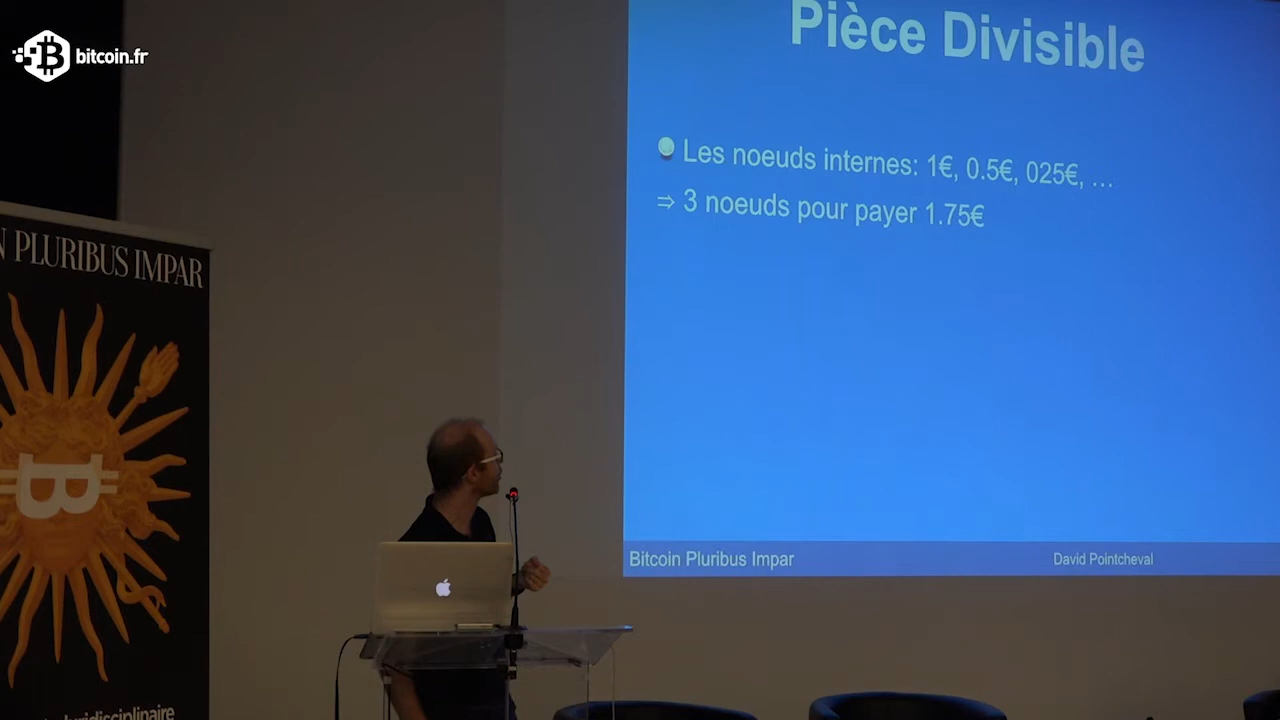 bitcoin.fr
Pièce Divisible
Les noeuds internes: 1€, 0.5€, 025€, …
⇒ 3 noeuds pour payer 1.75€
PLURIBUS IMPAR
Bitcoin Pluribus Impar
David Pointcheval